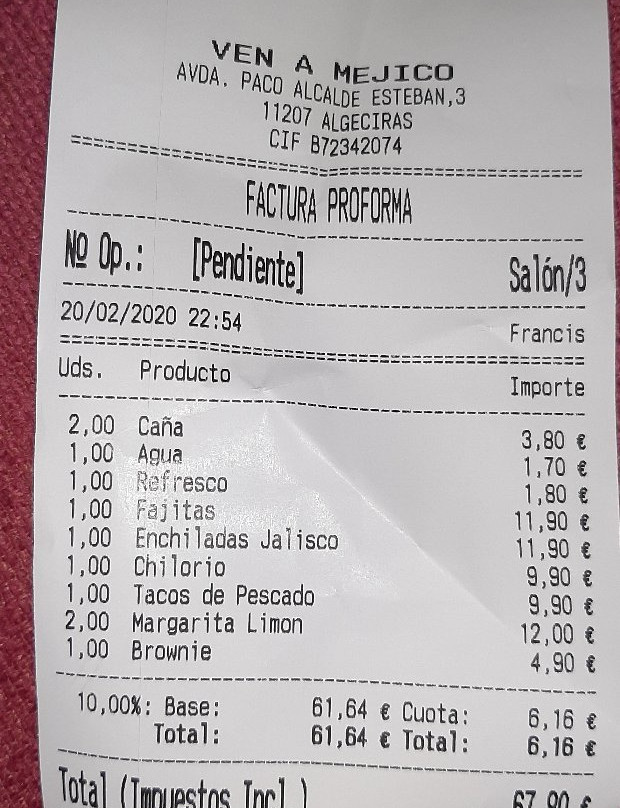 VEN A MEJICO
AVDA. PACO ALCALDE ESTEBAN,3
11207 ALGECIRAS
CIF B72342074
FACTURA PROFORMA
Nº Op.: [Pendiente] Salón/3
20/02/2020 22:54 Francis
Uds. Producto Importe
2,00 Caña 3,80 €
1,00 Agua 1,70 €
1,00 Refresco 1,80 €
1,00 Fajitas 11,90 €
1,00 Enchiladas Jalisco 11,90 €
1,00 Chilorio 9,90 €
1,00 Tacos de Pescado 9,90 €
2,00 Margarita Limon 12,00 €
1,00 Brownie 4,90 €
10,00%: Base: 61,64 € Cuota: 6,16 €
Total: 61,64 € Total: 6,16 €
Total (Impuestos Incl.) 67,80 €